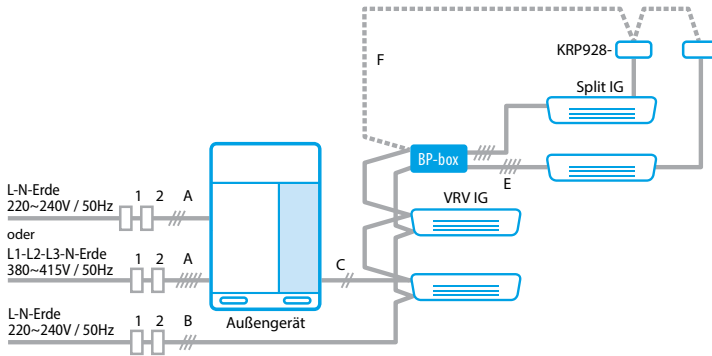 F
KRP928-
Split IG
BP-box
E
VRV IG
L-N-Erde
220~240V / 50Hz
1 2 A
oder
L1-L2-L3-N-Erde
380~415V / 50Hz
1 2 A
C
Außengerät
L-N-Erde
220~240V / 50Hz
1 2 B